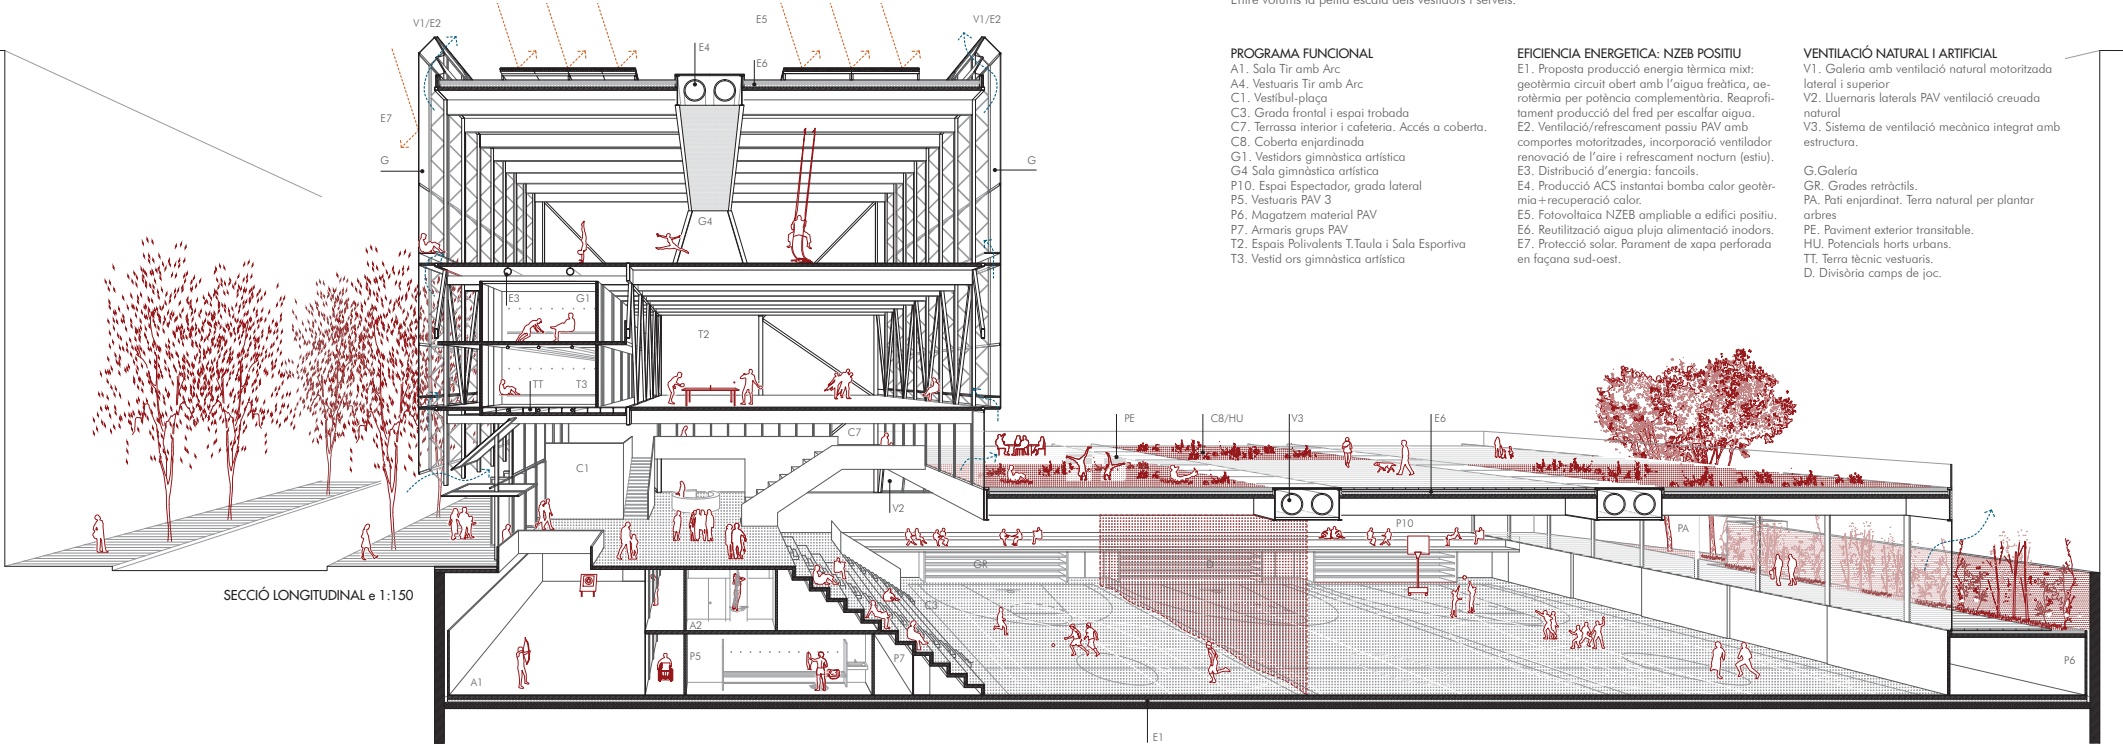 Entre volums la petita escala dels vestidors i serveis.
PROGRAMA FUNCIONAL
A1. Sala Tir amb Arc
A4. Vestuaris Tir amb Arc
C1. Vestíbul-plaça
C3. Grada frontal i espai trobada
C7. Terrassa interior i cafeteria. Accés a coberta.
C8. Coberta enjardinada
G1. Vestidors gimnàstica artística
G4 Sala gimnàstica artística
P10. Espai Espectador, grada lateral
P5. Vestuaris PAV 3
P6. Magatzem material PAV
P7. Armaris grups PAV
T2. Espais Polivalents T.Taula i Sala Esportiva
T3. Vestid ors gimnàstica artística
EFICIENCIA ENERGETICA: NZEB POSITIU
E1. Proposta producció energia tèrmica mixt:
geotèrmia circuit obert amb l'aigua freàtica, ae-
rotèrmia per potència complementària. Reaprofi-
tament producció del fred per escalfar aigua.
E2. Ventilació/refrescament passiu PAV amb
comportes motoritzades, incorporació ventilador
renovació de l'aire i refrescament nocturn (estiu).
E3. Distribució d'energia: fancoils.
E4. Producció ACS instantai bomba calor geotèr-
mia+recuperació calor.
E5. Fotovoltaica NZEB ampliable a edifici positiu.
E6. Reutilització aigua pluja alimentació inodors.
E7. Protecció solar. Parament de xapa perforada
en façana sud-oest.
VENTILACIÓ NATURAL I ARTIFICIAL
V1. Galeria amb ventilació natural motoritzada
lateral i superior
V2. Lluernaris laterals PAV ventilació creuada
natural
V3. Sistema de ventilació mecànica integrat amb
estructura.
G.Galería
GR. Grades retràctils.
PA. Pati enjardinat. Terra natural per plantar
arbres
PE. Paviment exterior transitable.
HU. Potencials horts urbans.
TT. Terra tècnic vestuaris.
D. Divisòria camps de joc.
V1/E2
E5
V1/E2
E4
E6
E7
G
G
G4
E3
G1
T2
TT
T3
C7
PE
C8/HU
V3
E6
C1
V2
P10
PA
GR
D
SECCIÓ LONGITUDINAL e 1:150
C3
A2
P5
P7
P6
A1
E1